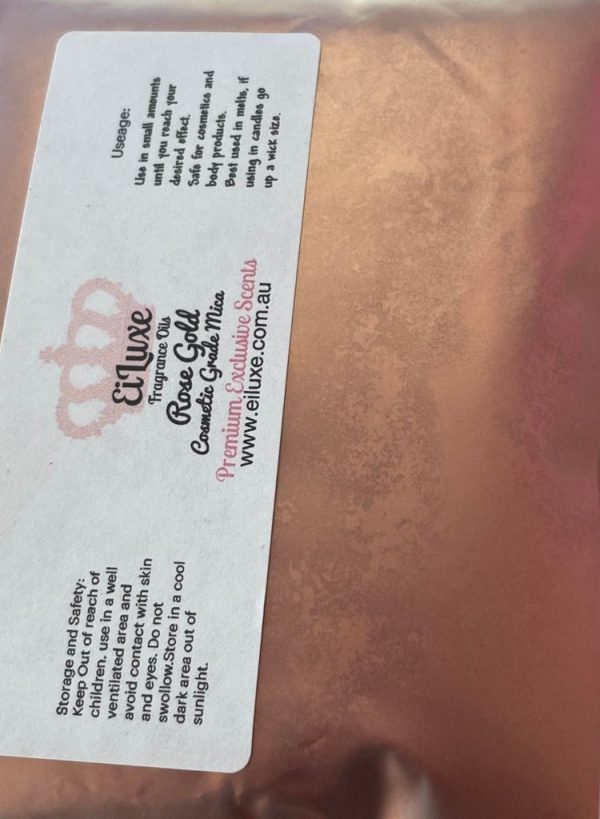 Storage and Safety:
Keep Out of reach of
children. use in a well
ventilated area and
avoid contact with skin
and eyes. Do not
swollow.Store in a cool
dark area out of
sunlight.
EiLuxe
Fragrance Oils
Rose Gold
Cosmetic Grade Mica
Premium Exclusive Scents
www.eiluxe.com.au
Useage:
Use in small amounts
until you reach your
desired effect.
Safe for cosmetics and
body products.
Best used in melts, if
using in candles go
up a wick size.